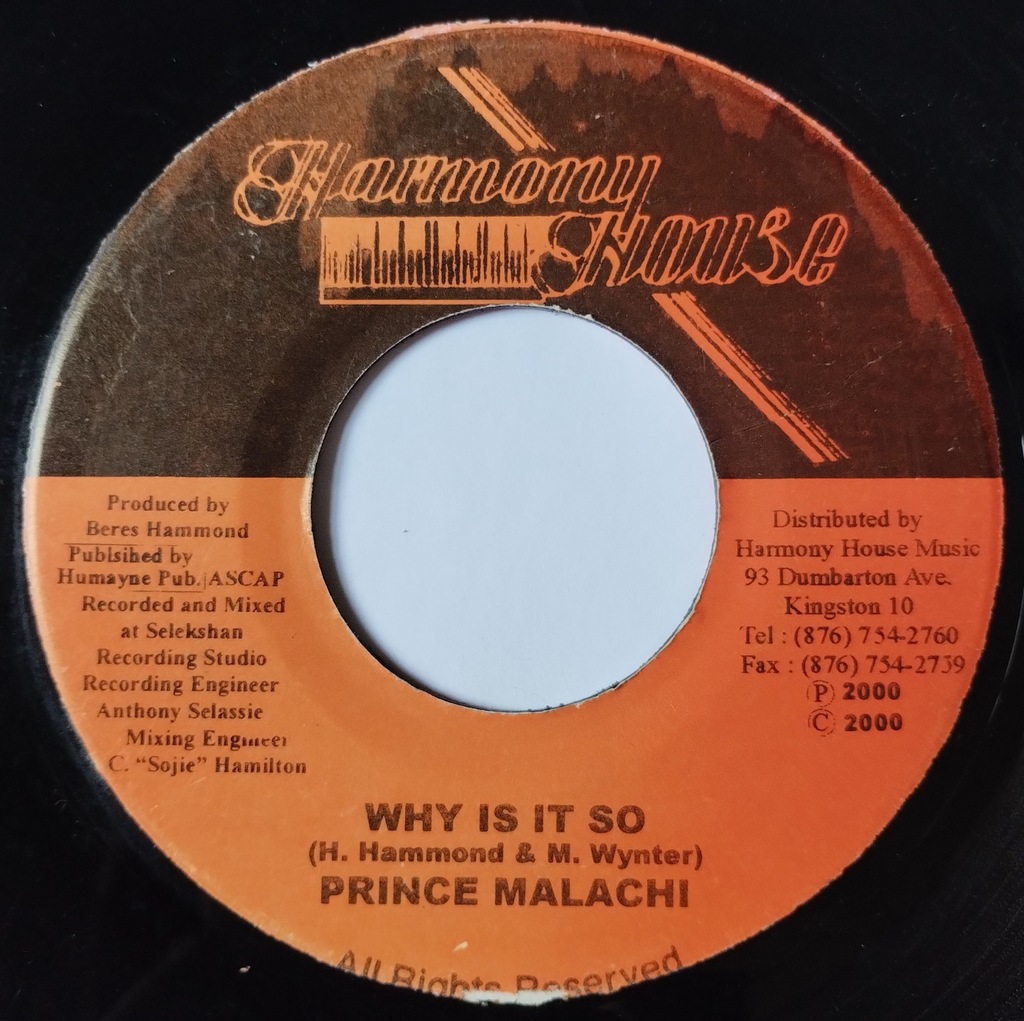 Harmony
House
Produced by
Beres Hammond
Publsihed by
Humayne Pub./ASCAP
Recorded and Mixed
at Selekshan
Recording Studio
Recording Engineer
Anthony Selassie
Mixing Engineer
C. “Sojie” Hamilton
Distributed by
Harmony House Music
93 Dumbarton Ave.
Kingston 10
Tel : (876) 754-2760
Fax : (876) 754-2759
Ⓟ 2000
© 2000
WHY IS IT SO
(H. Hammond & M. Wynter)
PRINCE MALACHI
All Rights Reserved